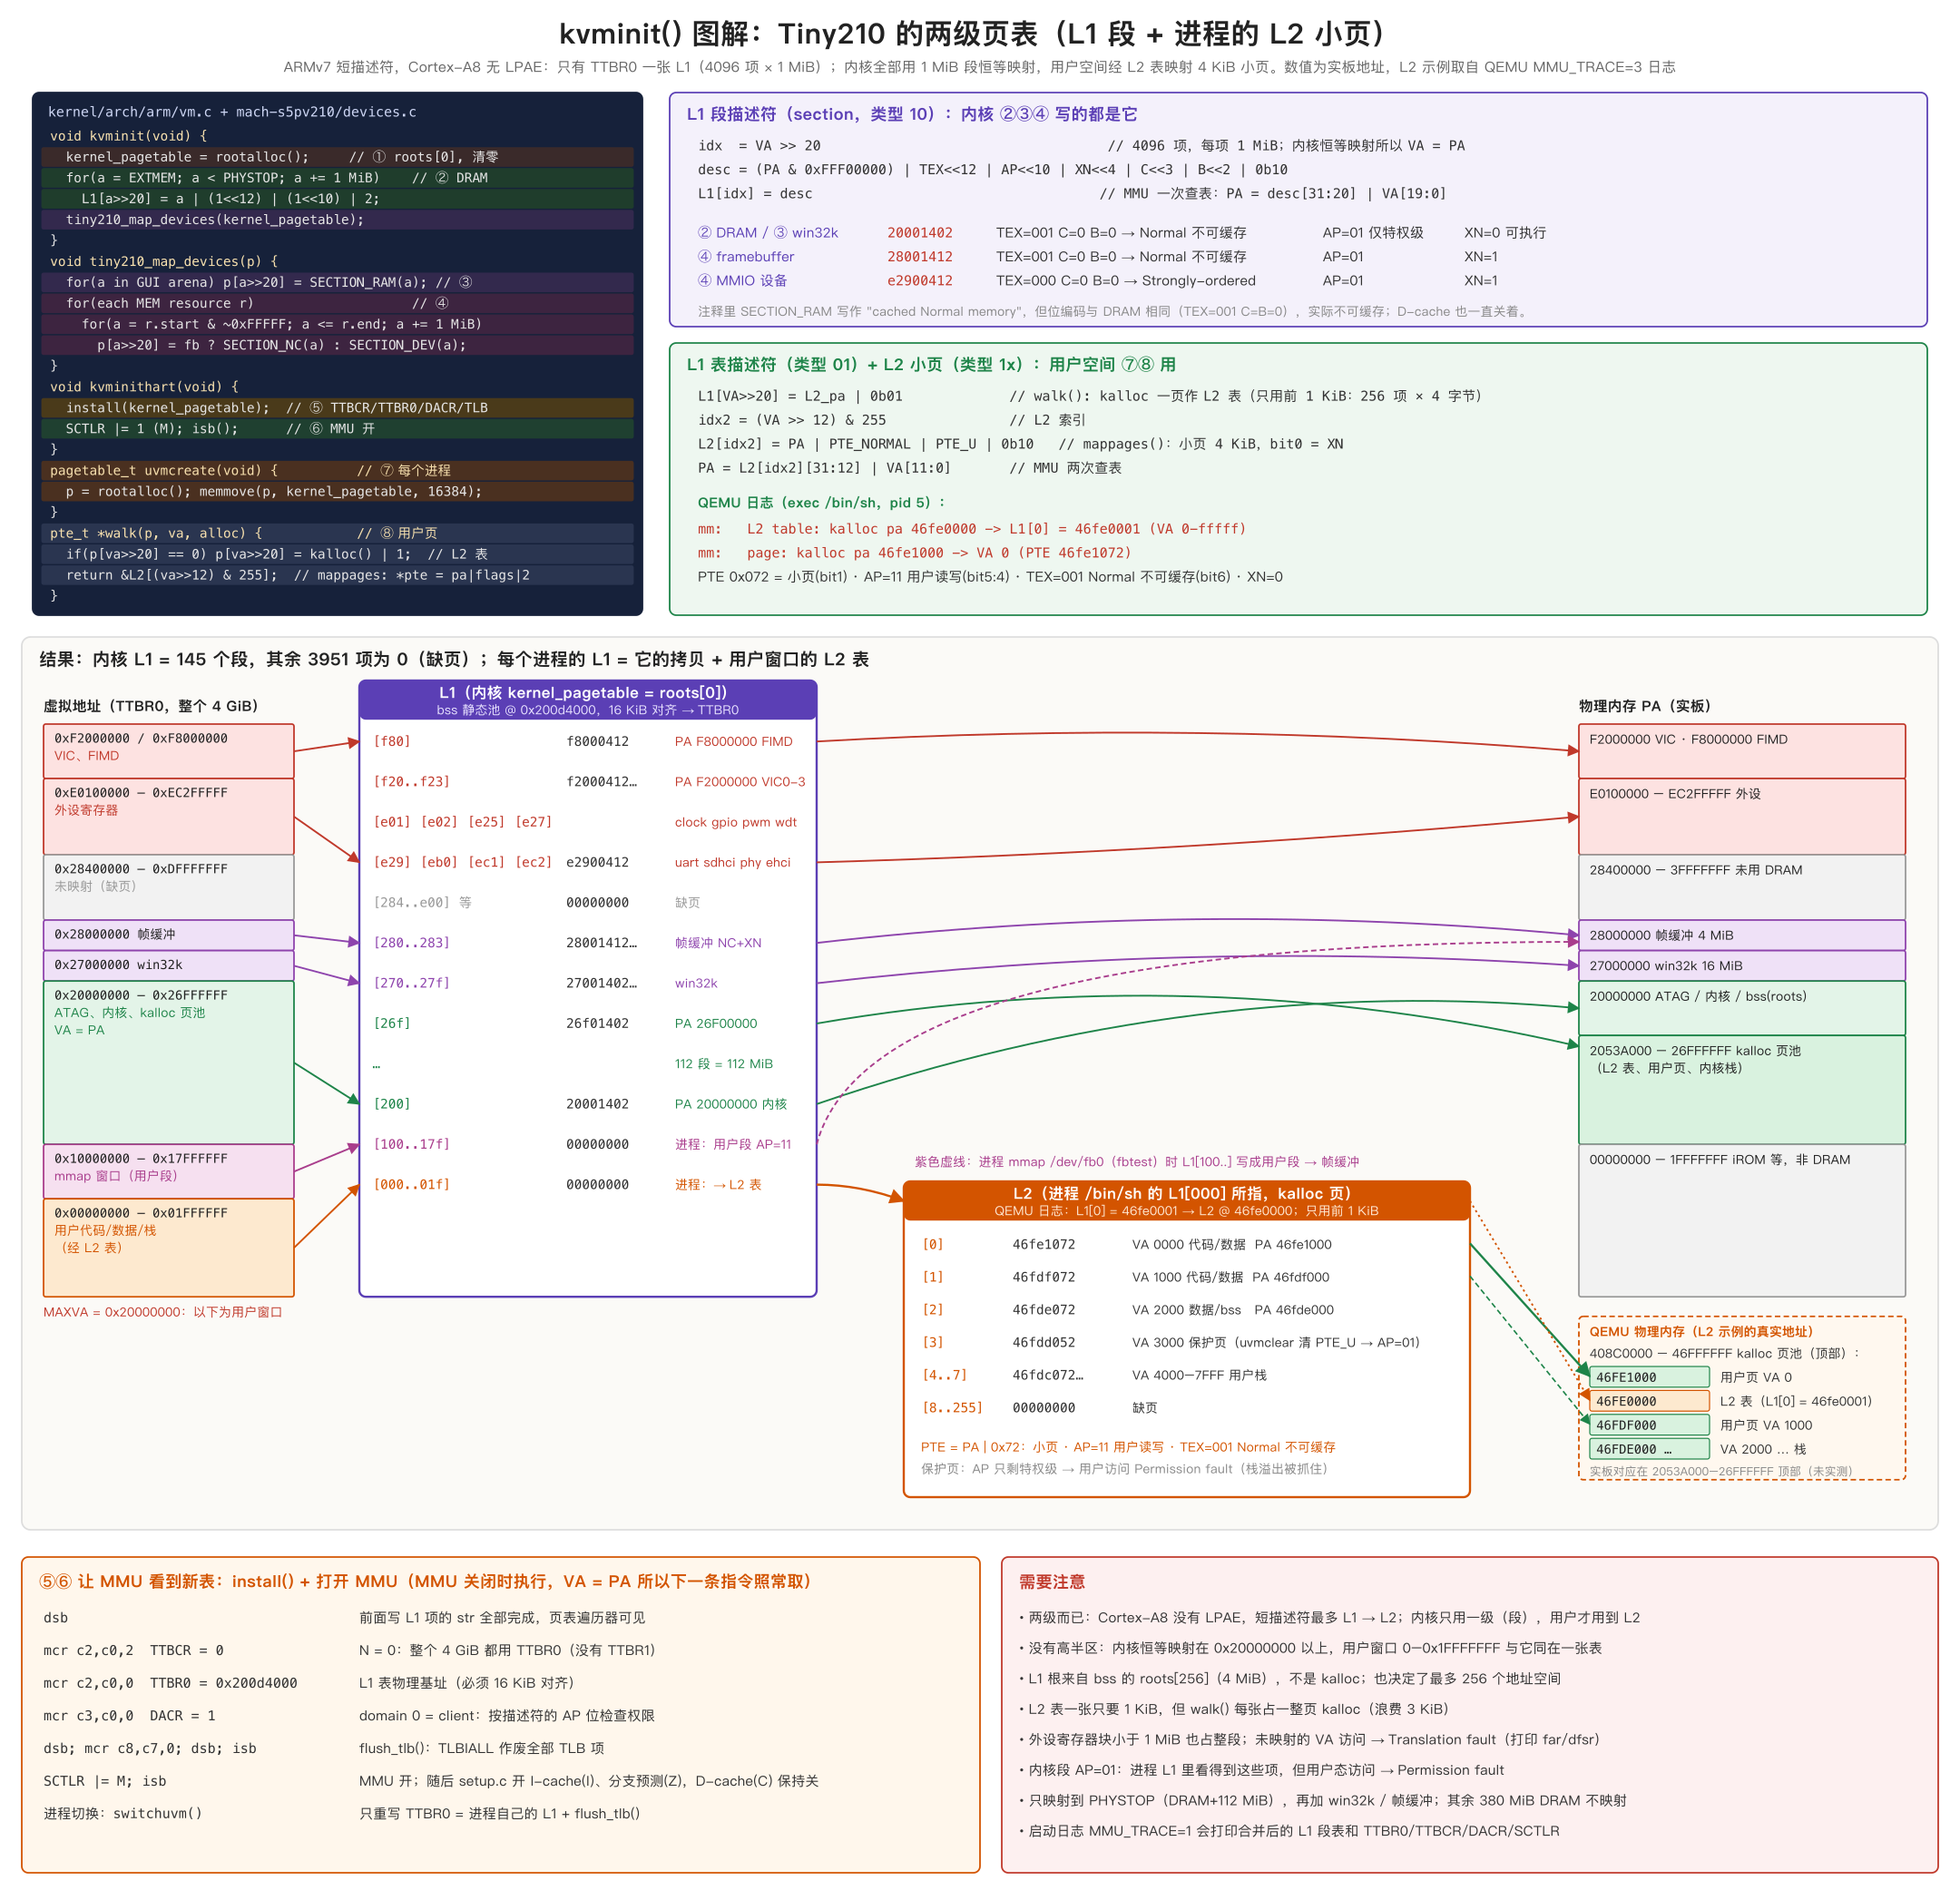 kvminit() 图解：Tiny210 的两级页表（L1 段 + 进程的 L2 小页）
ARMv7 短描述符，Cortex-A8 无 LPAE：只有 TTBR0 一张 L1（4096 项 × 1 MiB）；内核全部用 1 MiB 段恒等映射，用户空间经 L2 表映射 4 KiB 小页。数值为实板地址，L2 示例取自 QEMU MMU_TRACE=3 日志
kernel/arch/arm/vm.c + mach-s5pv210/devices.c
void kvminit(void) {
kernel_pagetable = rootalloc();     // ① roots[0], 清零
for(a = EXTMEM; a < PHYSTOP; a += 1 MiB)    // ② DRAM
L1[a>>20] = a | (1<<12) | (1<<10) | 2;
tiny210_map_devices(kernel_pagetable);
}
void tiny210_map_devices(p) {
for(a in GUI arena) p[a>>20] = SECTION_RAM(a); // ③
for(each MEM resource r)                    // ④
for(a = r.start & ~0xFFFFF; a <= r.end; a += 1 MiB)
p[a>>20] = fb ? SECTION_NC(a) : SECTION_DEV(a);
}
void kvminithart(void) {
install(kernel_pagetable);  // ⑤ TTBCR/TTBR0/DACR/TLB
SCTLR |= 1 (M); isb();      // ⑥ MMU 开
}
pagetable_t uvmcreate(void) {          // ⑦ 每个进程
p = rootalloc(); memmove(p, kernel_pagetable, 16384);
}
pte_t *walk(p, va, alloc) {            // ⑧ 用户页
if(p[va>>20] == 0) p[va>>20] = kalloc() | 1;  // L2 表
return &L2[(va>>12) & 255];  // mappages: *pte = pa|flags|2
}
L1 段描述符（section，类型 10）：内核 ②③④ 写的都是它
idx  = VA >> 20    // 4096 项，每项 1 MiB；内核恒等映射所以 VA = PA
desc = (PA & 0xFFF00000) | TEX<<12 | AP<<10 | XN<<4 | C<<3 | B<<2 | 0b10
L1[idx] = desc    // MMU 一次查表：PA = desc[31:20] | VA[19:0]
② DRAM / ③ win32k    20001402    TEX=001 C=0 B=0 → Normal 不可缓存    AP=01 仅特权级    XN=0 可执行
④ framebuffer    28001412    TEX=001 C=0 B=0 → Normal 不可缓存    AP=01    XN=1
④ MMIO 设备    e2900412    TEX=000 C=0 B=0 → Strongly-ordered    AP=01    XN=1
注释里 SECTION_RAM 写作 "cached Normal memory"，但位编码与 DRAM 相同（TEX=001 C=B=0），实际不可缓存；D-cache 也一直关着。
L1 表描述符（类型 01）+ L2 小页（类型 1x）：用户空间 ⑦⑧ 用
L1[VA>>20] = L2_pa | 0b01    // walk(): kalloc 一页作 L2 表（只用前 1 KiB: 256 项 × 4 字节）
idx2 = (VA >> 12) & 255    // L2 索引
L2[idx2] = PA | PTE_NORMAL | PTE_U | 0b10   // mappages(): 小页 4 KiB, bit0 = XN
PA = L2[idx2][31:12] | VA[11:0]    // MMU 两次查表
QEMU 日志（exec /bin/sh，pid 5）：
mm:   L2 table: kalloc pa 46fe0000 -> L1[0] = 46fe0001 (VA 0-fffff)
mm:   page: kalloc pa 46fe1000 -> VA 0 (PTE 46fe1072)
PTE 0x072 = 小页(bit1) · AP=11 用户读写(bit5:4) · TEX=001 Normal 不可缓存(bit6) · XN=0
结果：内核 L1 = 145 个段，其余 3951 项为 0（缺页）；每个进程的 L1 = 它的拷贝 + 用户窗口的 L2 表
虚拟地址（TTBR0，整个 4 GiB）
0xF2000000 / 0xF8000000
VIC、FIMD
0xE0100000 — 0xEC2FFFFF
外设寄存器
0x28400000 — 0xDFFFFFFF
未映射（缺页）
0x28000000 帧缓冲
0x27000000 win32k
0x20000000 — 0x26FFFFFF
ATAG、内核、kalloc 页池
VA = PA
0x10000000 — 0x17FFFFFF
mmap 窗口（用户段）
0x00000000 — 0x01FFFFFF
用户代码/数据/栈
（经 L2 表）
MAXVA = 0x20000000：以下为用户窗口
L1（内核 kernel_pagetable = roots[0]）
bss 静态池 @ 0x200d4000，16 KiB 对齐 → TTBR0
[f80]    f8000412    PA F8000000 FIMD
[f20..f23]    f2000412…    PA F2000000 VIC0-3
[e01] [e02] [e25] [e27]    clock gpio pwm wdt
[e29] [eb0] [ec1] [ec2]    e2900412    uart sdhci phy ehci
[284..e00] 等    00000000    缺页
[280..283]    28001412…    帧缓冲 NC+XN
[270..27f]    27001402…    win32k
[26f]    26f01402    PA 26F00000
…    112 段 = 112 MiB
[200]    20001402    PA 20000000 内核
[100..17f]    00000000    进程：用户段 AP=11
[000..01f]    00000000    进程：→ L2 表
紫色虚线：进程 mmap /dev/fb0（fbtest）时 L1[100..] 写成用户段 → 帧缓冲
L2（进程 /bin/sh 的 L1[000] 所指，kalloc 页）
QEMU 日志：L1[0] = 46fe0001 → L2 @ 46fe0000；只用前 1 KiB
[0]    46fe1072    VA 0000 代码/数据  PA 46fe1000
[1]    46fdf072    VA 1000 代码/数据  PA 46fdf000
[2]    46fde072    VA 2000 数据/bss   PA 46fde000
[3]    46fdd052    VA 3000 保护页（uvmclear 清 PTE_U → AP=01）
[4..7]    46fdc072…    VA 4000—7FFF 用户栈
[8..255]    00000000    缺页
PTE = PA | 0x72：小页 · AP=11 用户读写 · TEX=001 Normal 不可缓存
保护页：AP 只剩特权级 → 用户访问 Permission fault（栈溢出被抓住）
物理内存 PA（实板）
F2000000 VIC · F8000000 FIMD
E0100000 — EC2FFFFF 外设
28400000 — 3FFFFFFF 未用 DRAM
28000000 帧缓冲 4 MiB
27000000 win32k 16 MiB
20000000 ATAG / 内核 / bss(roots)
2053A000 — 26FFFFFF kalloc 页池
（L2 表、用户页、内核栈）
00000000 — 1FFFFFFF iROM 等，非 DRAM
QEMU 物理内存（L2 示例的真实地址）
408C0000 — 46FFFFFF kalloc 页池（顶部）：
46FE1000    用户页 VA 0
46FE0000    L2 表（L1[0] = 46fe0001）
46FDF000    用户页 VA 1000
46FDE000 …    VA 2000 … 栈
实板对应在 2053A000—26FFFFFF 顶部（未实测）
⑤⑥ 让 MMU 看到新表：install() + 打开 MMU（MMU 关闭时执行，VA = PA 所以下一条指令照常取）
dsb    前面写 L1 项的 str 全部完成，页表遍历器可见
mcr c2,c0,2  TTBCR = 0    N = 0：整个 4 GiB 都用 TTBR0（没有 TTBR1）
mcr c2,c0,0  TTBR0 = 0x200d4000    L1 表物理基址（必须 16 KiB 对齐）
mcr c3,c0,0  DACR = 1    domain 0 = client：按描述符的 AP 位检查权限
dsb; mcr c8,c7,0; dsb; isb    flush_tlb()：TLBIALL 作废全部 TLB 项
SCTLR |= M; isb    MMU 开；随后 setup.c 开 I-cache(I)、分支预测(Z)，D-cache(C) 保持关
进程切换：switchuvm()    只重写 TTBR0 = 进程自己的 L1 + flush_tlb()
需要注意
• 两级而已：Cortex-A8 没有 LPAE，短描述符最多 L1 → L2；内核只用一级（段），用户才用到 L2
• 没有高半区：内核恒等映射在 0x20000000 以上，用户窗口 0—0x1FFFFFFF 与它同在一张表
• L1 根来自 bss 的 roots[256]（4 MiB），不是 kalloc；也决定了最多 256 个地址空间
• L2 表一张只要 1 KiB，但 walk() 每张占一整页 kalloc（浪费 3 KiB）
• 外设寄存器块小于 1 MiB 也占整段；未映射的 VA 访问 → Translation fault（打印 far/dfsr）
• 内核段 AP=01：进程 L1 里看得到这些项，但用户态访问 → Permission fault
• 只映射到 PHYSTOP（DRAM+112 MiB），再加 win32k / 帧缓冲；其余 380 MiB DRAM 不映射
• 启动日志 MMU_TRACE=1 会打印合并后的 L1 段表和 TTBR0/TTBCR/DACR/SCTLR